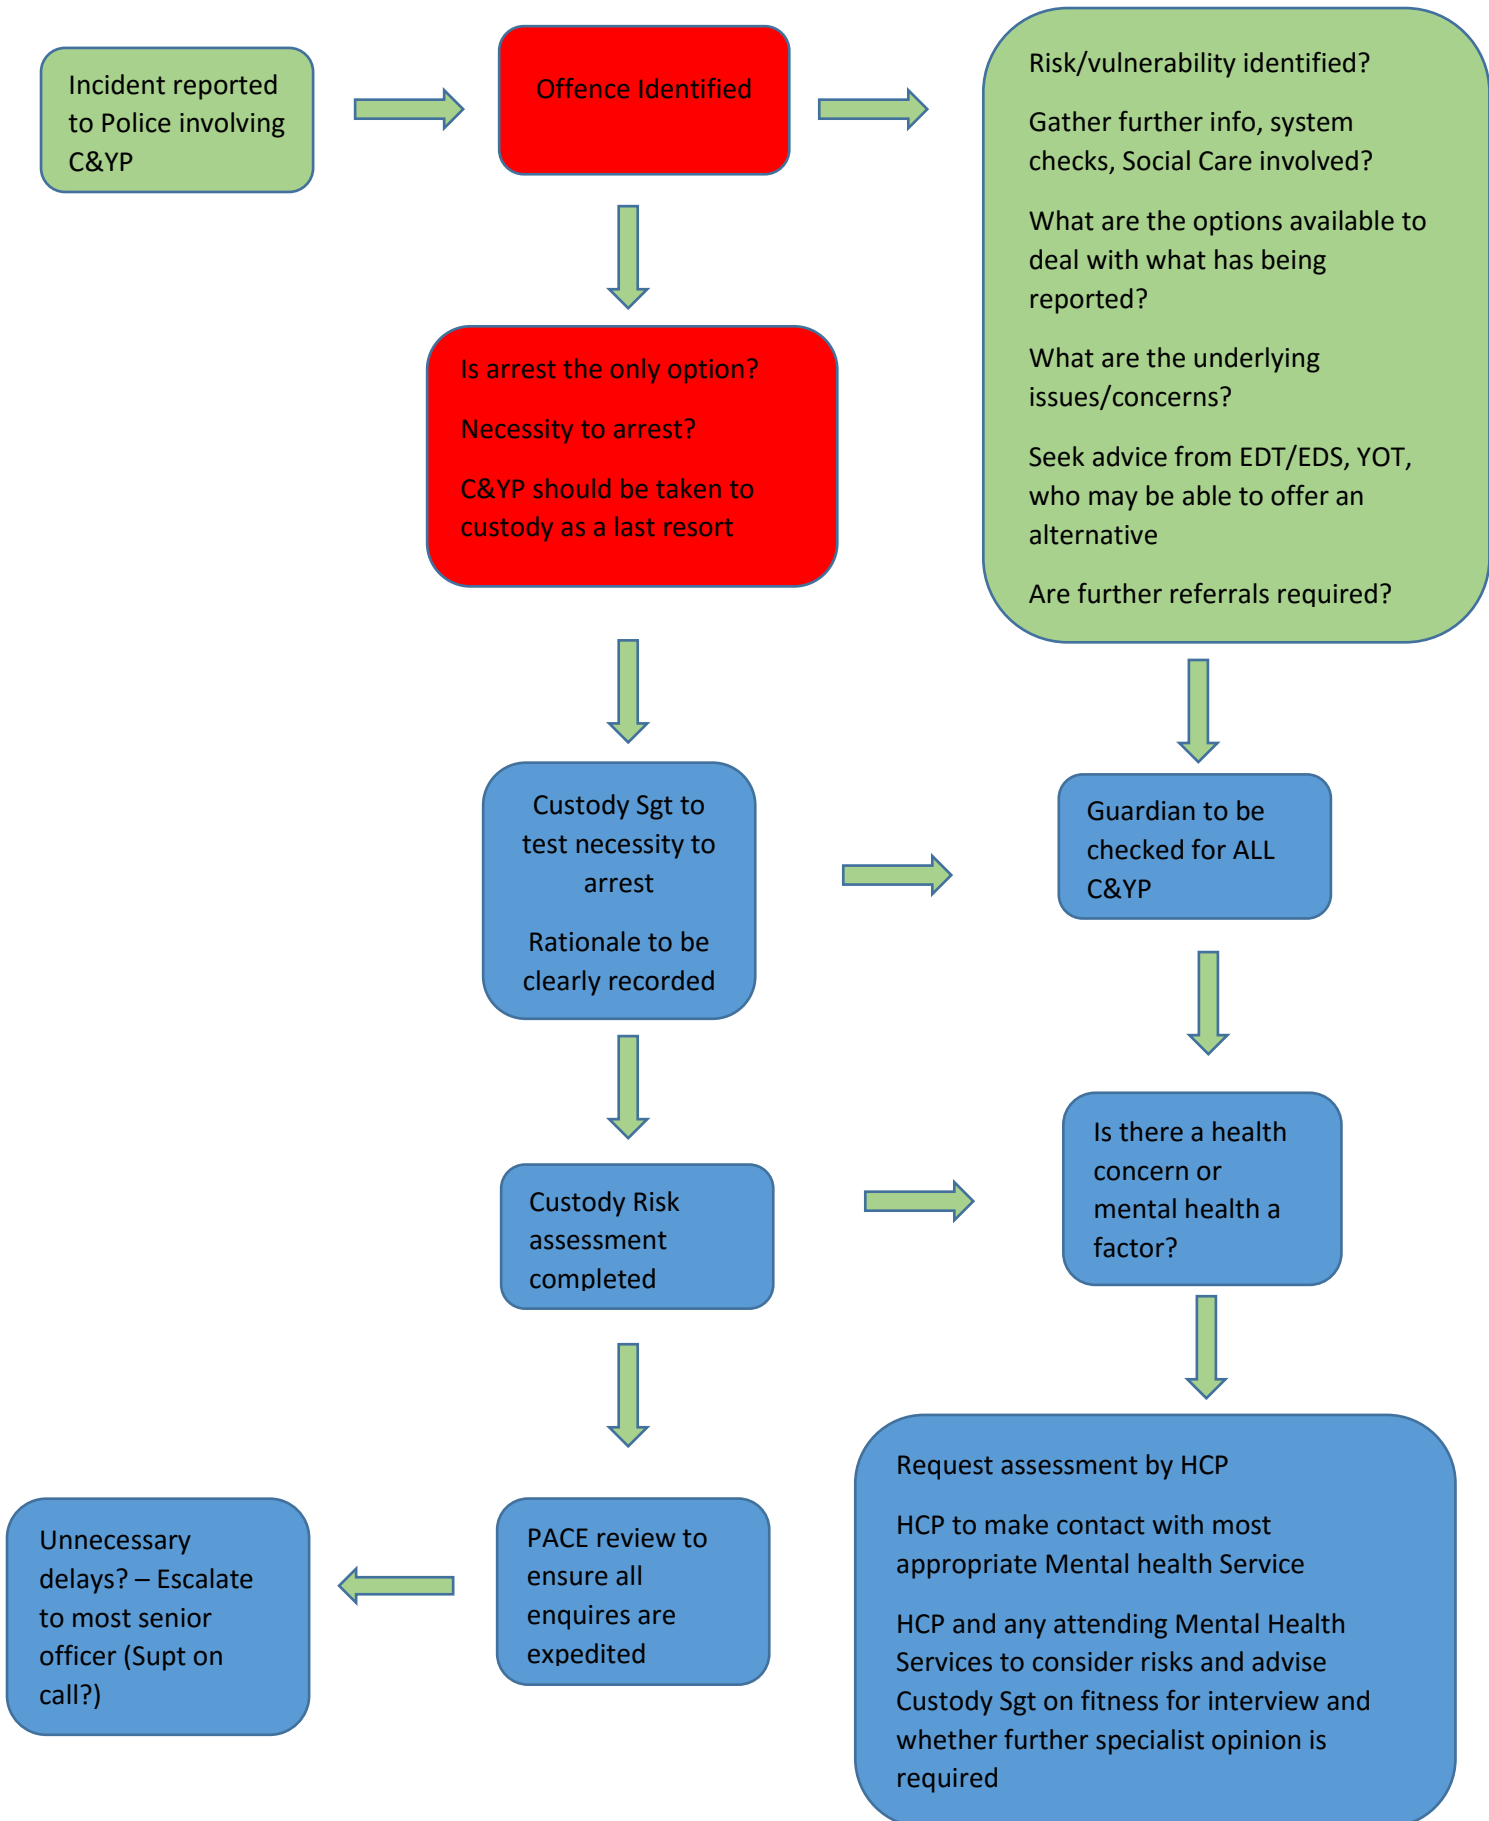 Incident reported
to Police involving
C&YP
Offence Identified
Risk/vulnerability identified?
Gather further info, system
checks, Social Care involved?
What are the options available to
deal with what has being
reported?
What are the underlying
issues/concerns?
Seek advice from EDT/EDS, YOT,
who may be able to offer an
alternative
Are further referrals required?
Is arrest the only option?
Necessity to arrest?
C&YP should be taken to
custody as a last resort
Custody Sgt to
test necessity to
arrest
Rationale to be
clearly recorded
Guardian to be
checked for ALL
C&YP
Custody Risk
assessment
completed
Is there a health
concern or
mental health a
factor?
Unnecessary
delays? – Escalate
to most senior
officer (Supt on
call?)
PACE review to
ensure all
enquires are
expedited
Request assessment by HCP
HCP to make contact with most
appropriate Mental health Service
HCP and any attending Mental Health
Services to consider risks and advise
Custody Sgt on fitness for interview and
whether further specialist opinion is
required